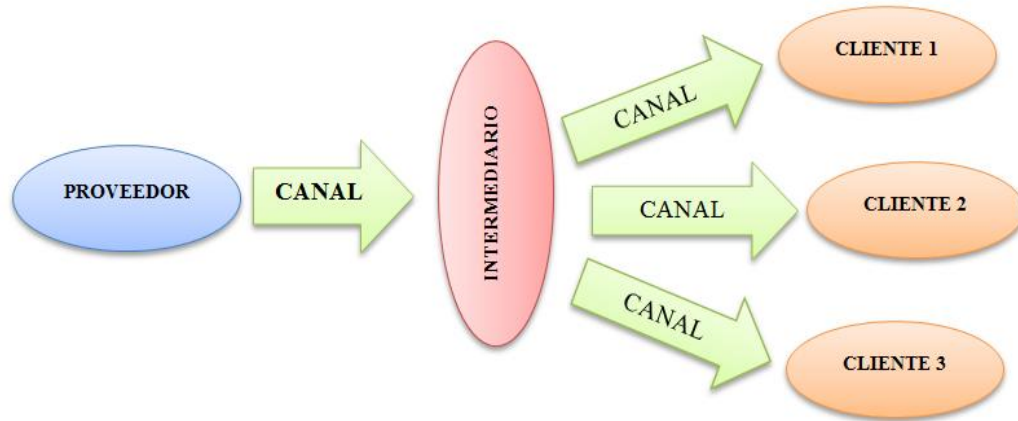 PROVEEDOR
CANAL
INTERMEDIARIO
CANAL
CLIENTE 1
CANAL
CLIENTE 2
CANAL
CLIENTE 3